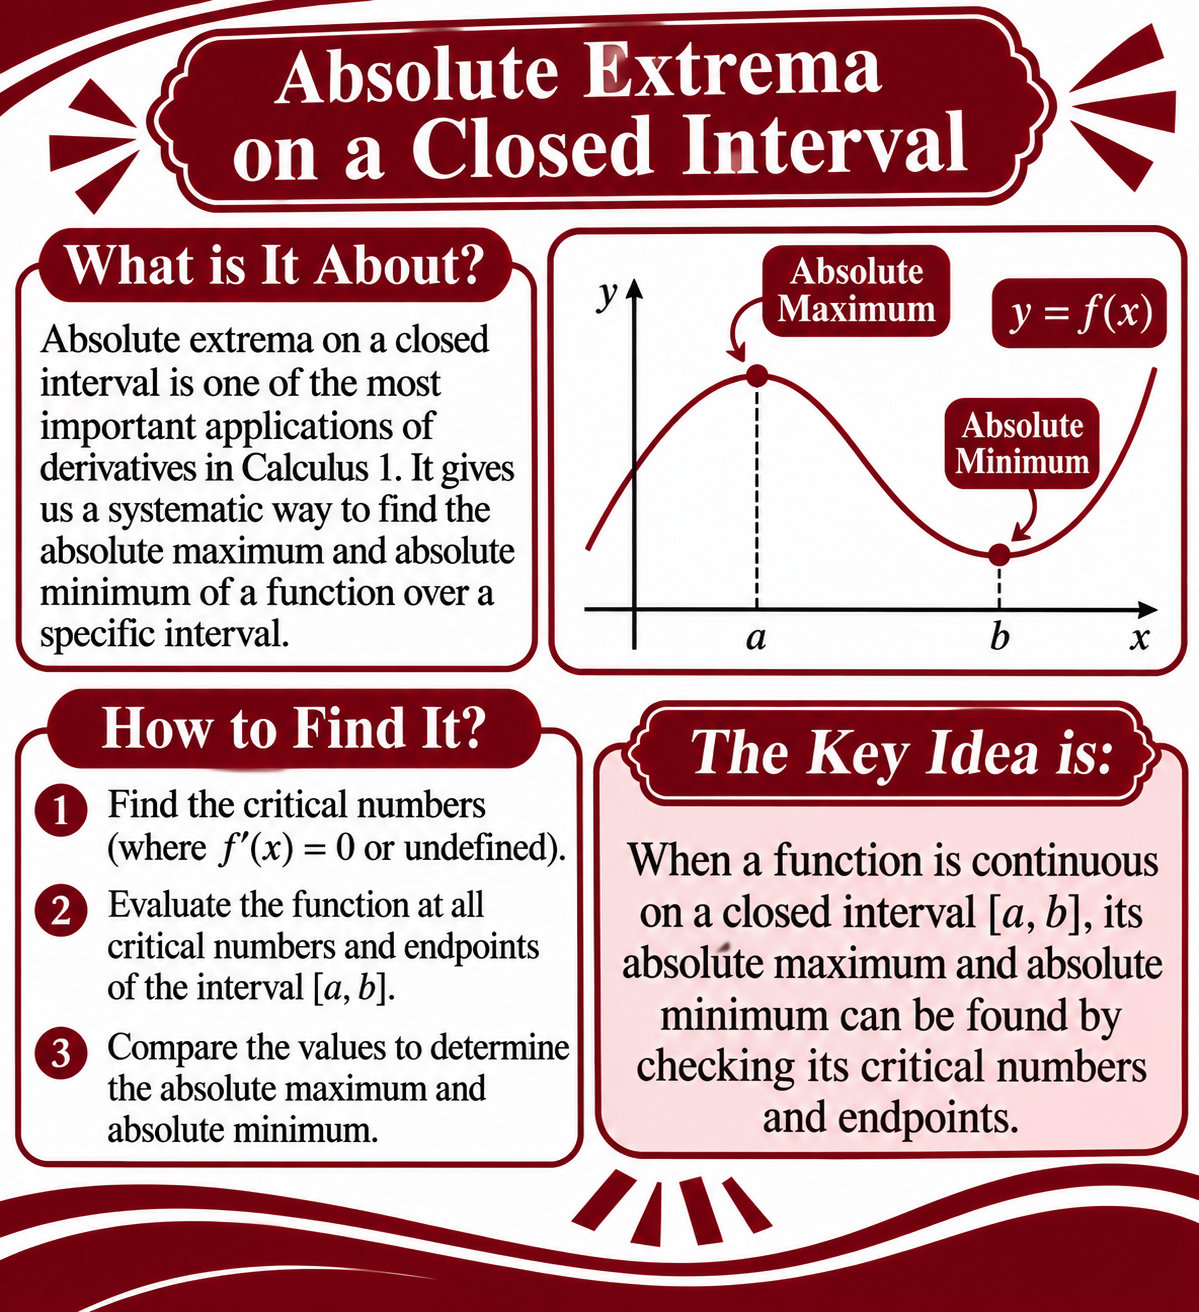 Absolute Extrema
on a Closed Interval
What is It About?
Absolute extrema on a closed
interval is one of the most
important applications of
derivatives in Calculus 1. It gives
us a systematic way to find the
absolute maximum and absolute
minimum of a function over a
specific interval.
y
Absolute
Maximum
y = f(x)
Absolute
Minimum
a
b
x
How to Find It?
1 Find the critical numbers
(where f′(x) = 0 or undefined).
2 Evaluate the function at all
critical numbers and endpoints
of the interval [a, b].
3 Compare the values to determine
the absolute maximum and
absolute minimum.
The Key Idea is:
When a function is continuous
on a closed interval [a, b], its
absolute maximum and absolute
minimum can be found by
checking its critical numbers
and endpoints.